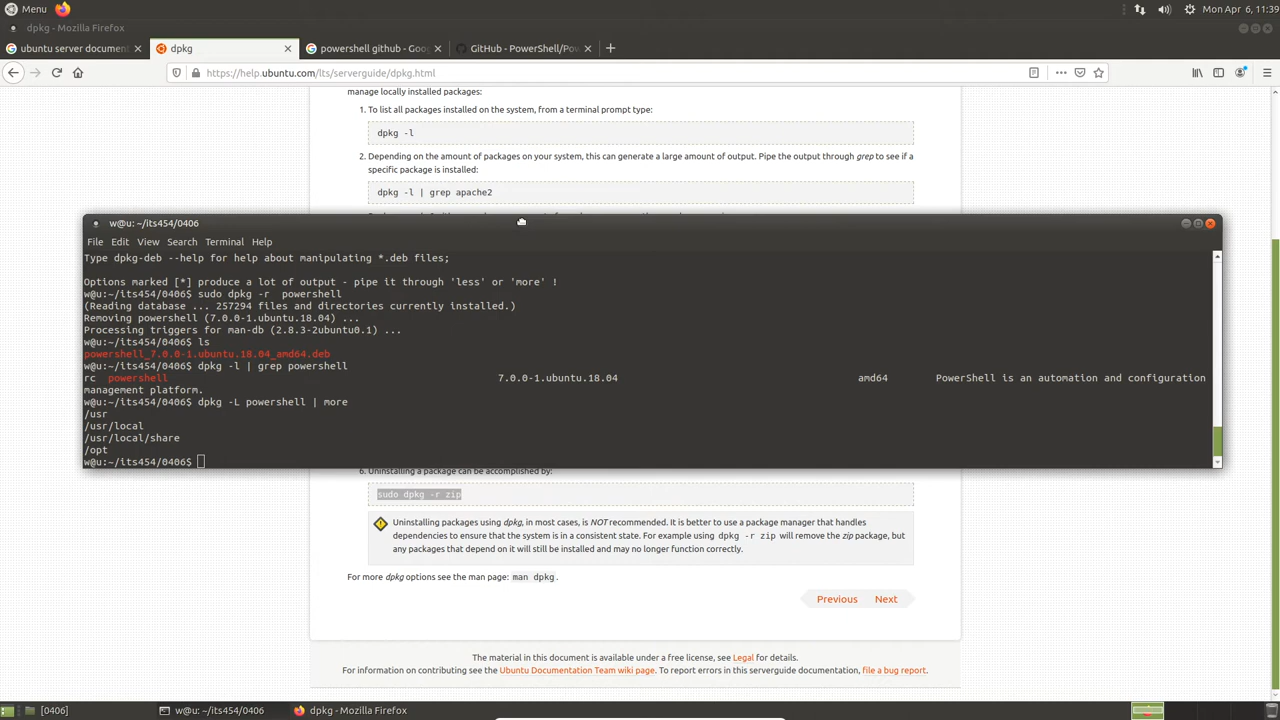 Menu
Mon Apr 6, 11:39
dpkg - Mozilla Firefox
ubuntu server document
dpkg
powershell github - Goog
GitHub - PowerShell/Pow
https://help.ubuntu.com/lts/serverguide/dpkg.html
manage locally installed packages:
1. To list all packages installed on the system, from a terminal prompt type:
dpkg -l
2. Depending on the amount of packages on your system, this can generate a large amount of output. Pipe the output through grep to see if a
specific package is installed:
dpkg -l | grep apache2
w@u: ~/its454/0406
File Edit View Search Terminal Help
Type dpkg-deb --help for help about manipulating *.deb files;
Options marked [*] produce a lot of output - pipe it through 'less' or 'more' !
w@u:~/its454/0406$ sudo dpkg -r  powershell
(Reading database ... 257294 files and directories currently installed.)
Removing powershell (7.0.0-1.ubuntu.18.04) ...
Processing triggers for man-db (2.8.3-2ubuntu0.1) ...
w@u:~/its454/0406$ ls
powershell_7.0.0-1.ubuntu.18.04_amd64.deb
w@u:~/its454/0406$ dpkg -l | grep powershell
rc  powershell 7.0.0-1.ubuntu.18.04 amd64 PowerShell is an automation and configuration
management platform.
w@u:~/its454/0406$ dpkg -L powershell | more
/usr
/usr/local
/usr/local/share
/opt
w@u:~/its454/0406$
6. Uninstalling a package can be accomplished by:
sudo dpkg -r zip
Uninstalling packages using dpkg, in most cases, is NOT recommended. It is better to use a package manager that handles
dependencies to ensure that the system is in a consistent state. For example using dpkg -r zip will remove the zip package, but
any packages that depend on it will still be installed and may no longer function correctly.
For more dpkg options see the man page: man dpkg.
Previous Next
The material in this document is available under a free license, see Legal for details.
For information on contributing see the Ubuntu Documentation Team wiki page. To report errors in this serverguide documentation, file a bug report.
[0406]
w@u: ~/its454/0406
dpkg - Mozilla Firefox